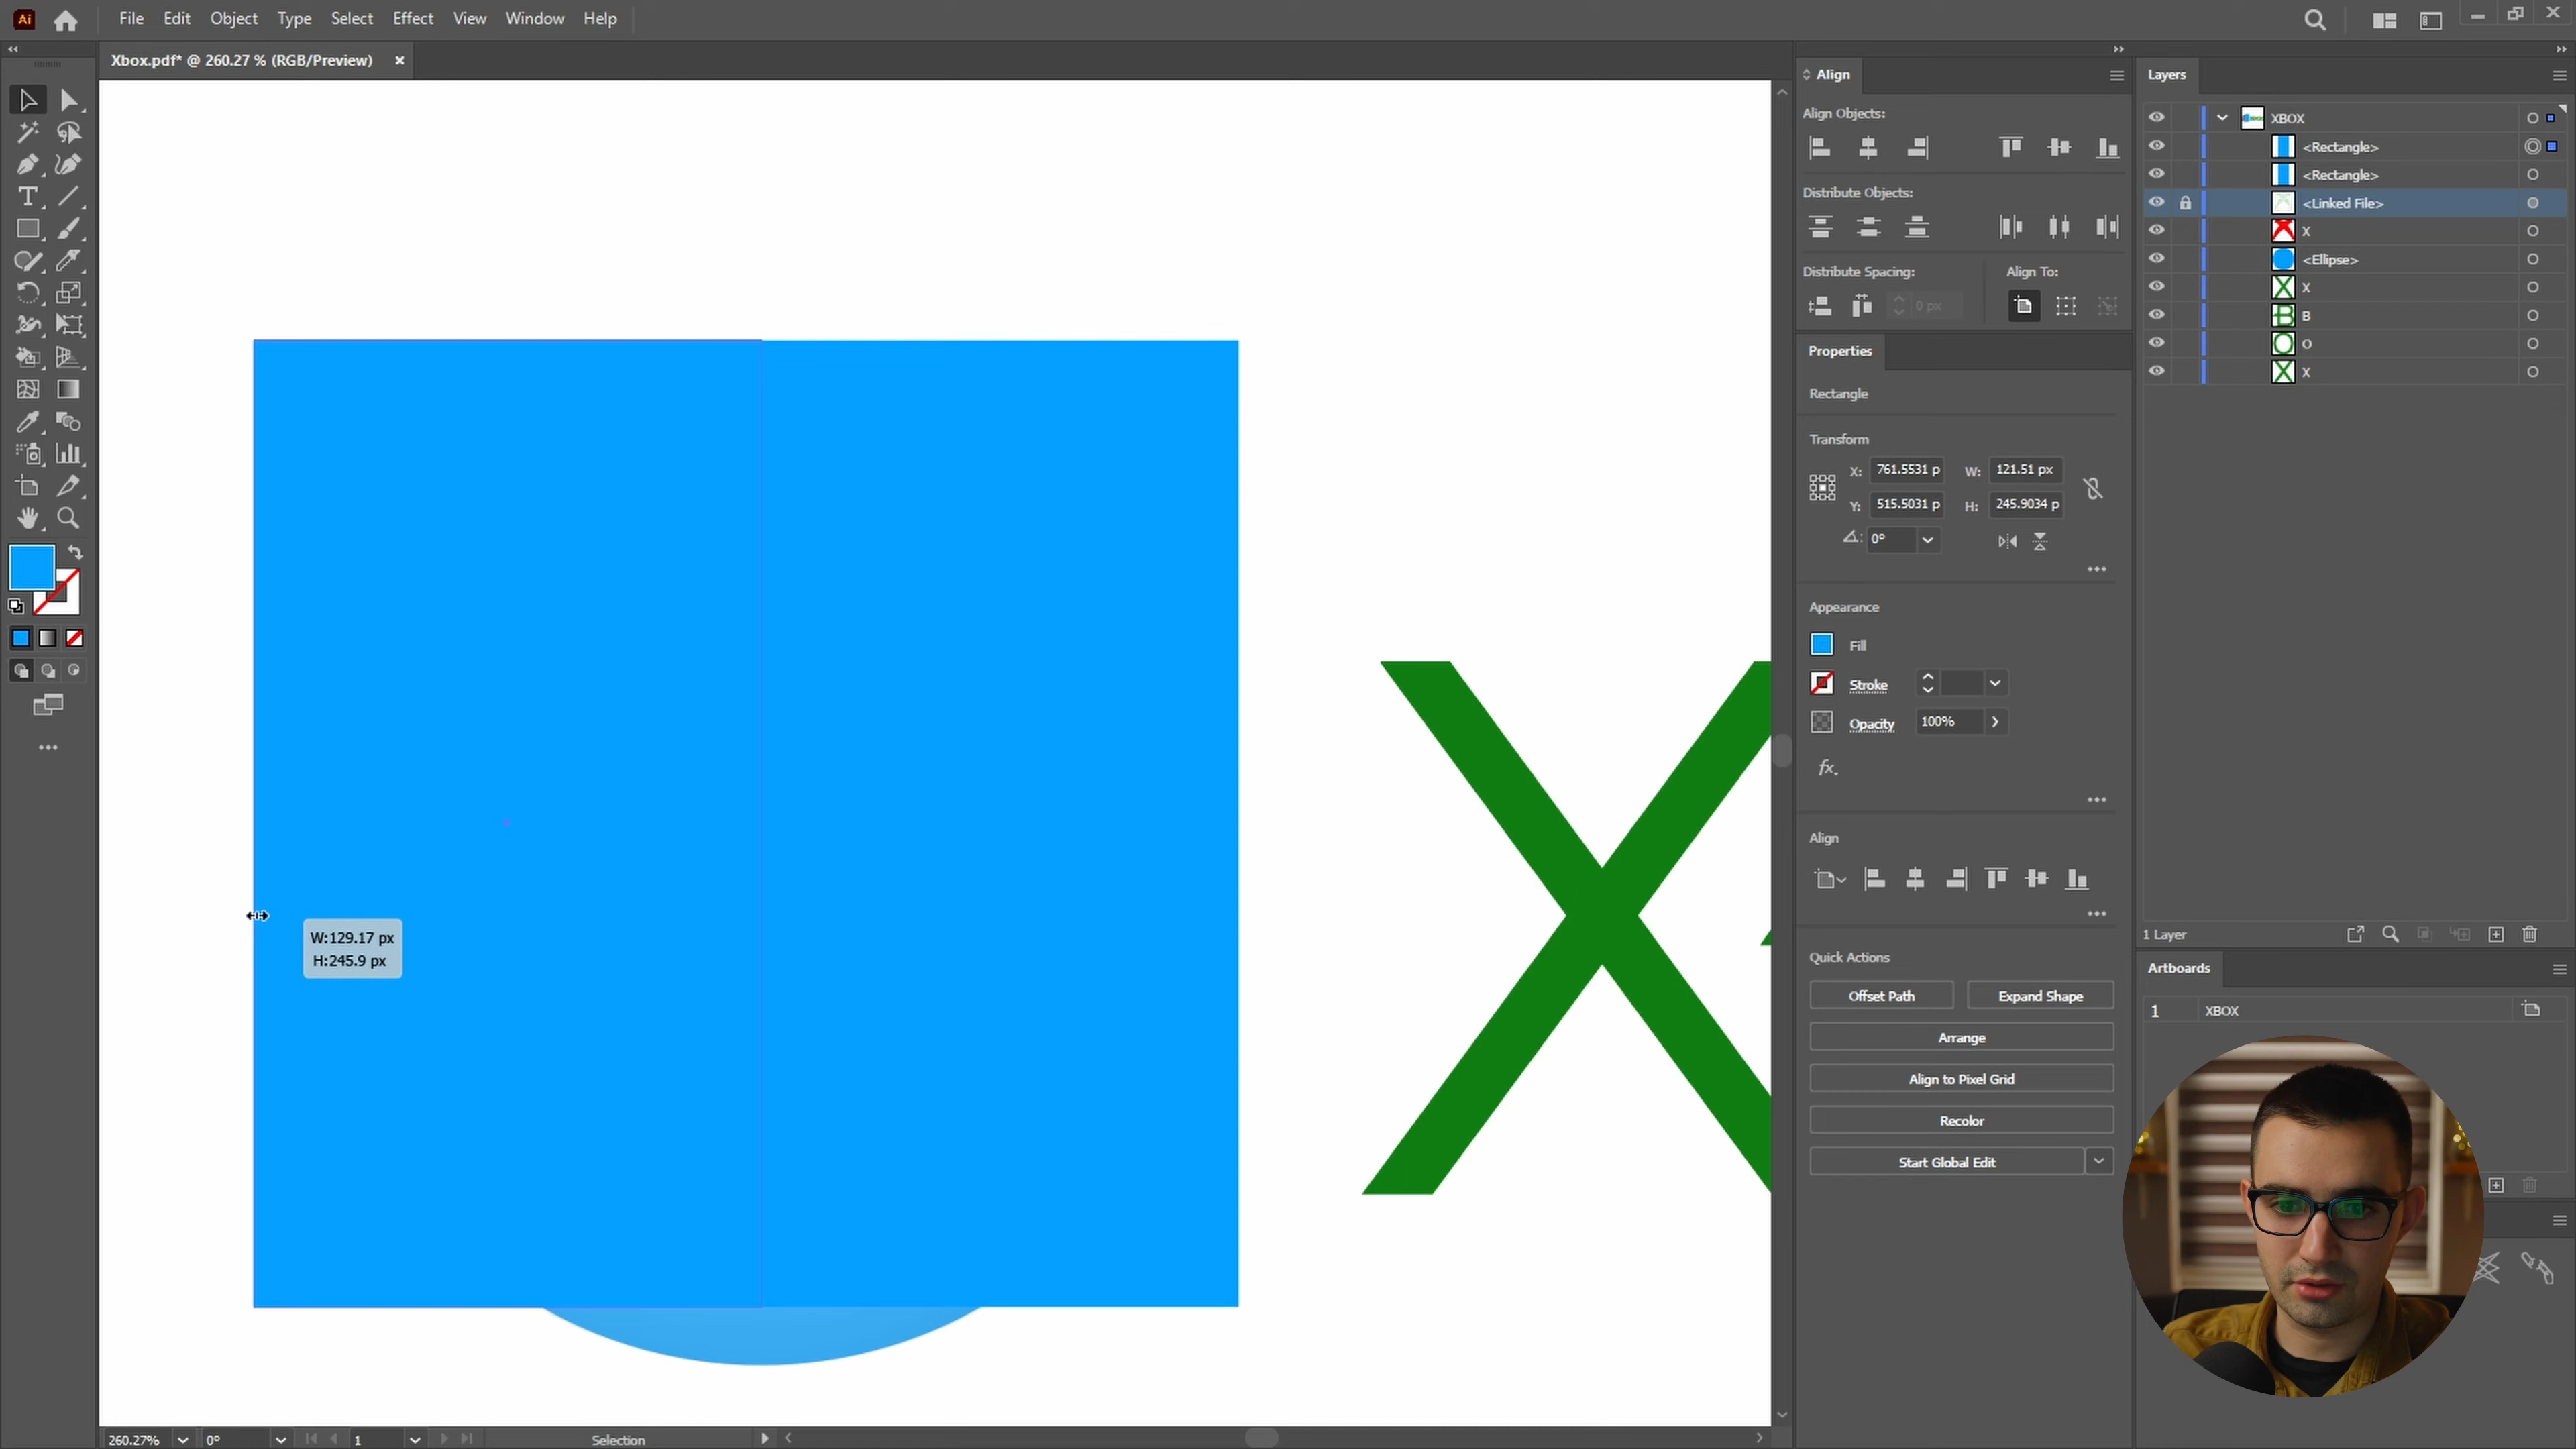 Ai File Edit Object Type Select Effect View Window Help
Xbox.pdf* @ 260.27 % (RGB/Preview) ×
W:129.17 px
H:245.9 px
260.27% 0° 1 Selection
Align
Align Objects:
Distribute Objects:
Distribute Spacing: Align To:
0 px
Properties
Rectangle
Transform
X: 761.5531 p W: 121.51 px
Y: 515.5031 p H: 245.9034 p
0°
Appearance
Fill
Stroke
Opacity 100%
fx.
Align
Quick Actions
Offset Path Expand Shape
Arrange
Align to Pixel Grid
Recolor
Start Global Edit
Layers
XBOX
<Rectangle>
<Rectangle>
<Linked File>
X
<Ellipse>
X
B
O
X
1 Layer
Artboards
1 XBOX